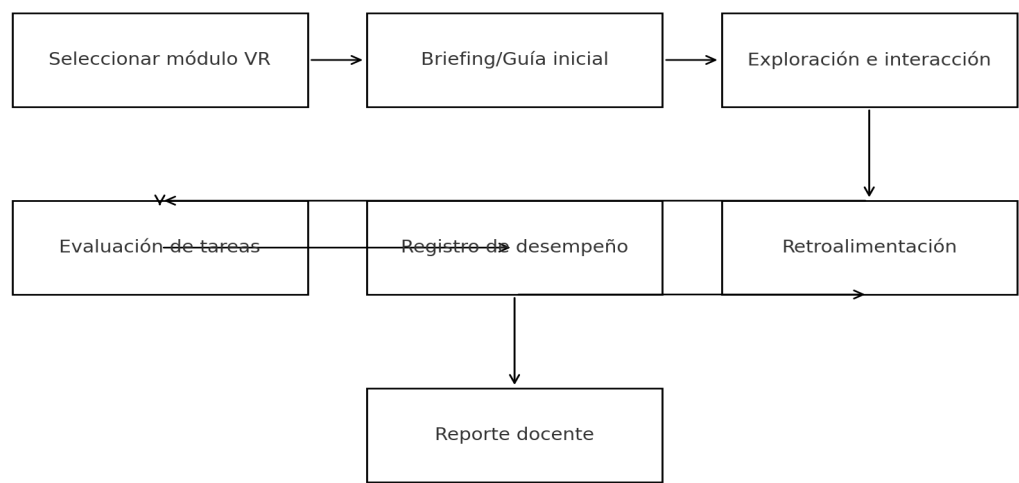 Seleccionar módulo VR
Briefing/Guía inicial
Exploración e interacción
Evaluación de tareas
Registro de desempeño
Retroalimentación
Reporte docente